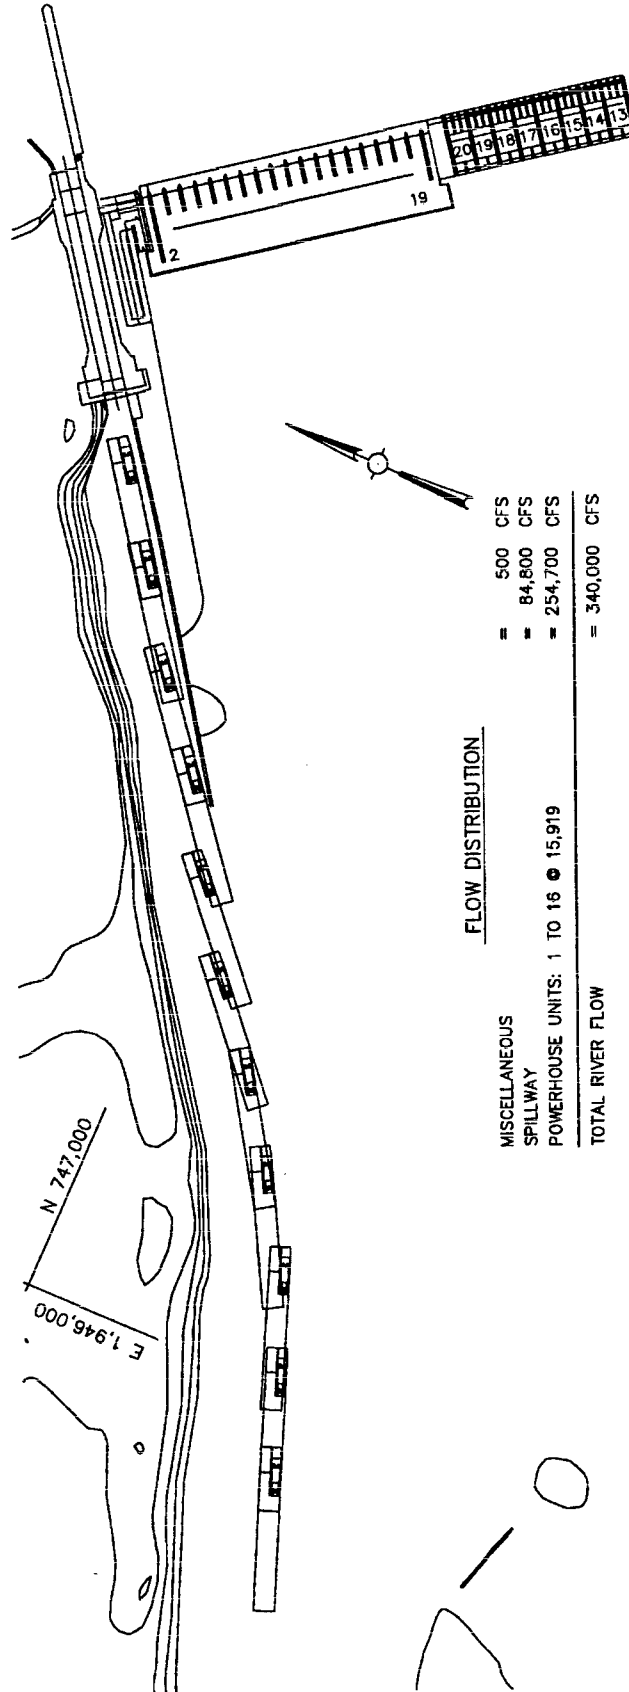 2
19
20 19 18 17 16 15 14 13
N 747,000
E 1,946,000
FLOW DISTRIBUTION
MISCELLANEOUS = 500 CFS
SPILLWAY = 84,800 CFS
POWERHOUSE UNITS: 1 TO 16 @ 15,919 = 254,700 CFS
TOTAL RIVER FLOW = 340,000 CFS